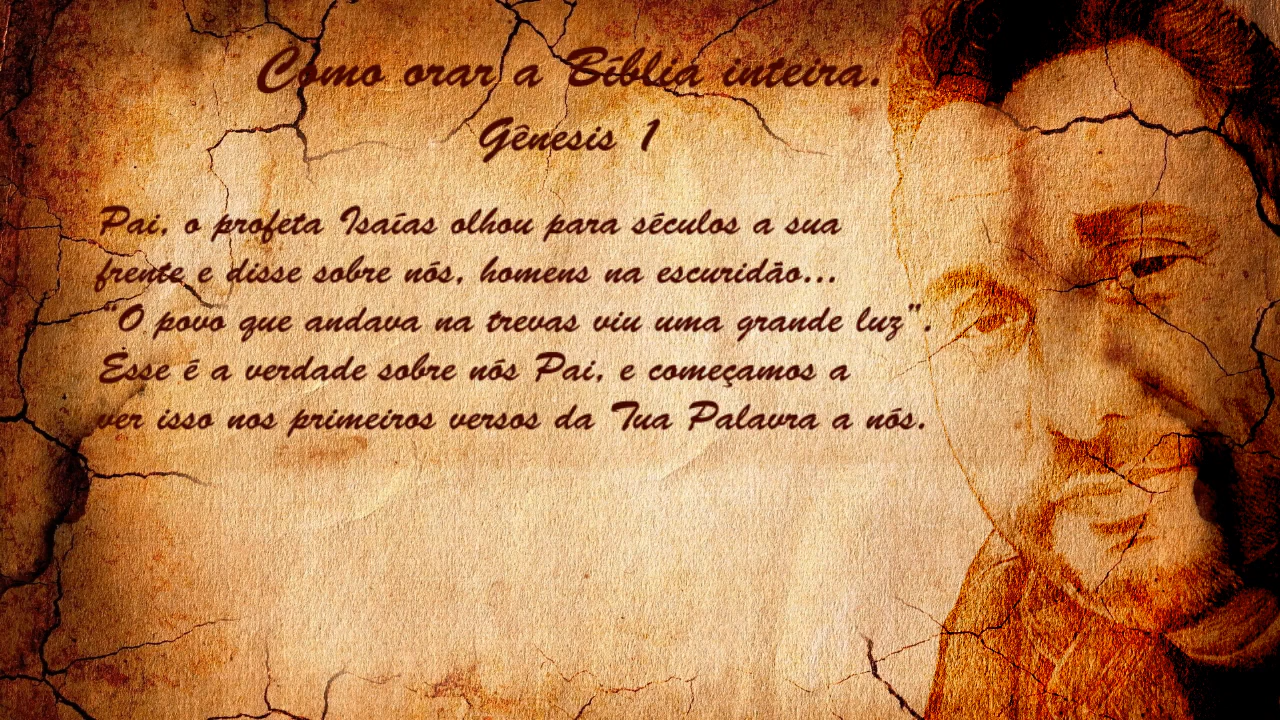 Como orar a Bíblia inteira.
Gênesis 1
Pai, o profeta Isaías olhou para séculos a sua
frente e disse sobre nós, homens na escuridão...
"O povo que andava na trevas viu uma grande luz".
Esse é a verdade sobre nós Pai, e começamos a
ver isso nos primeiros versos da Tua Palavra a nós.